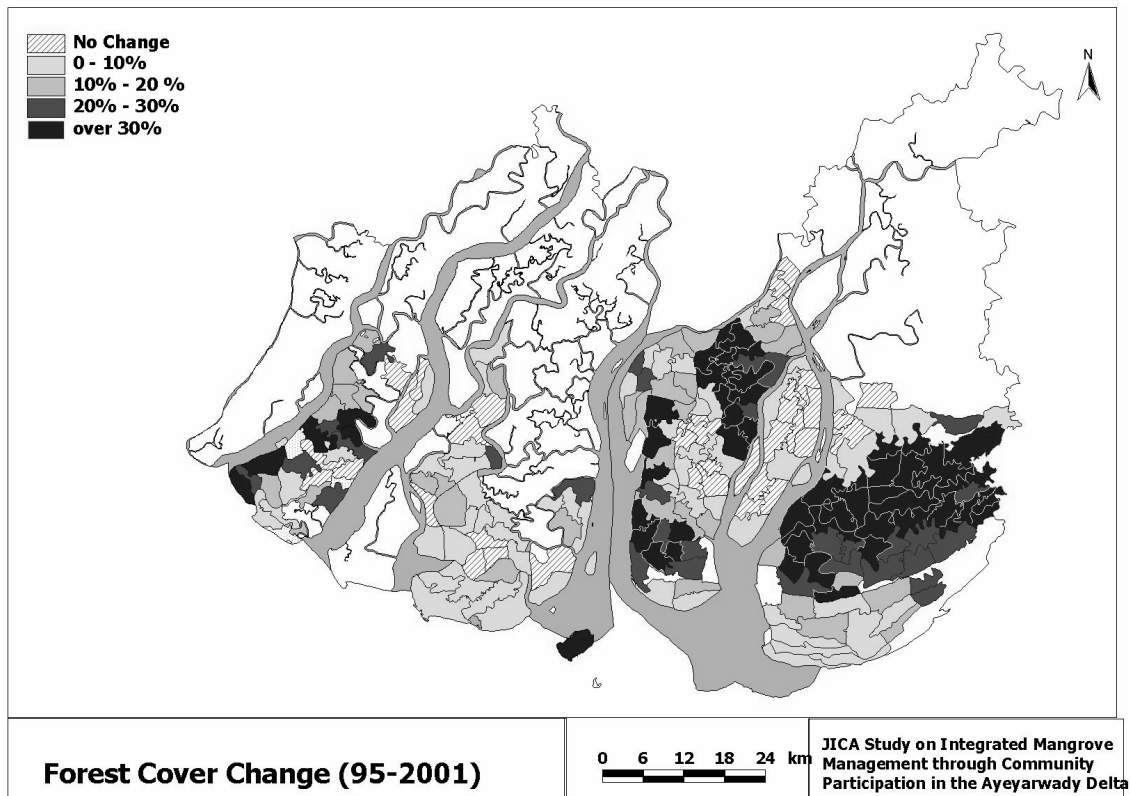 No Change
0 - 10%
10% - 20 %
20% - 30%
over 30%
N
Forest Cover Change (95-2001)
0 6 12 18 24 km
JICA Study on Integrated Mangrove
Management through Community
Participation in the Ayeyarwady Delta